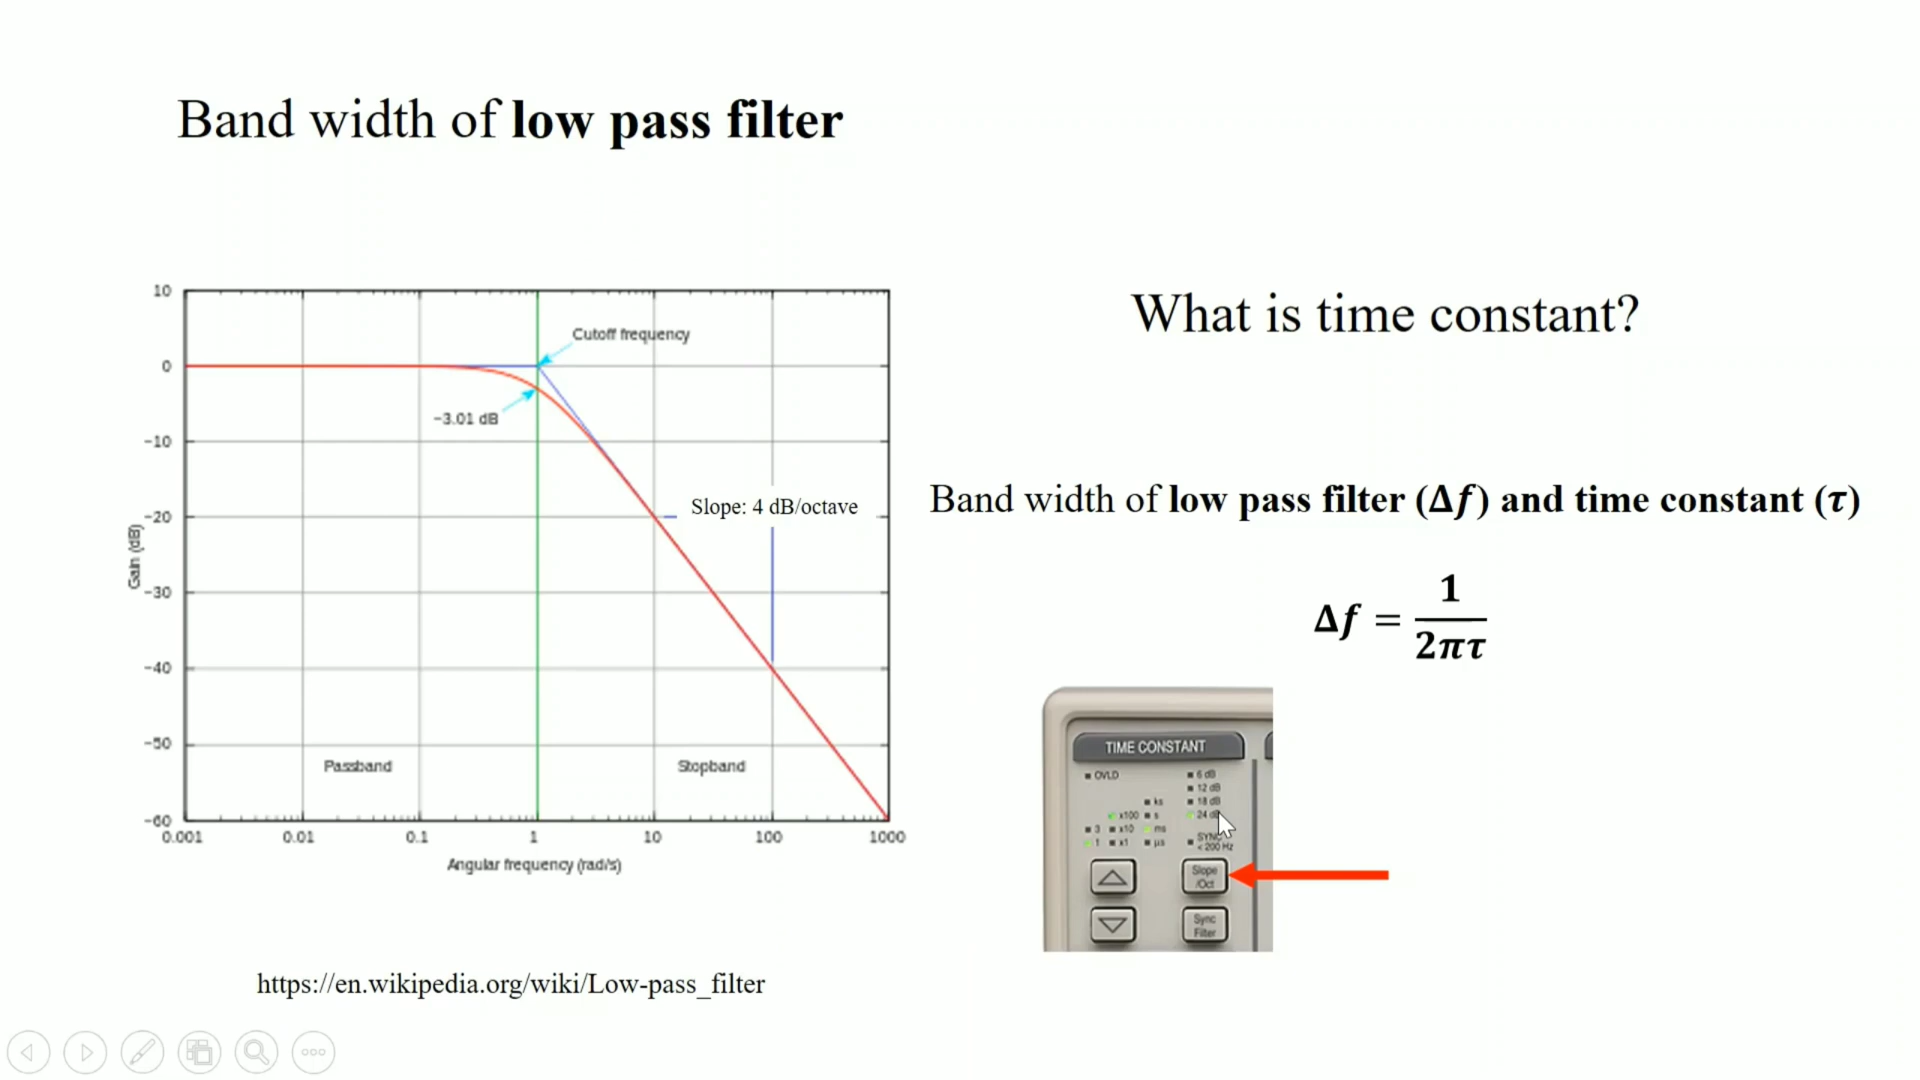 Band width of low pass filter
10
0
−10
−20
−30
−40
−50
−60
Gain (dB)
Cutoff frequency
−3.01 dB
Slope: 4 dB/octave
Passband
Stopband
0.001 0.01 0.1 1 10 100 1000
Angular frequency (rad/s)
https://en.wikipedia.org/wiki/Low-pass_filter
What is time constant?
Band width of low pass filter (Δf) and time constant (τ)
Δf = 1/2πτ
TIME CONSTANT
OVLD
6 dB
12 dB
ks 18 dB
x100 s 24 dB
3 x10 ms
SYNC
1 x1 µs < 200 Hz
Slope
/Oct
Sync
Filter